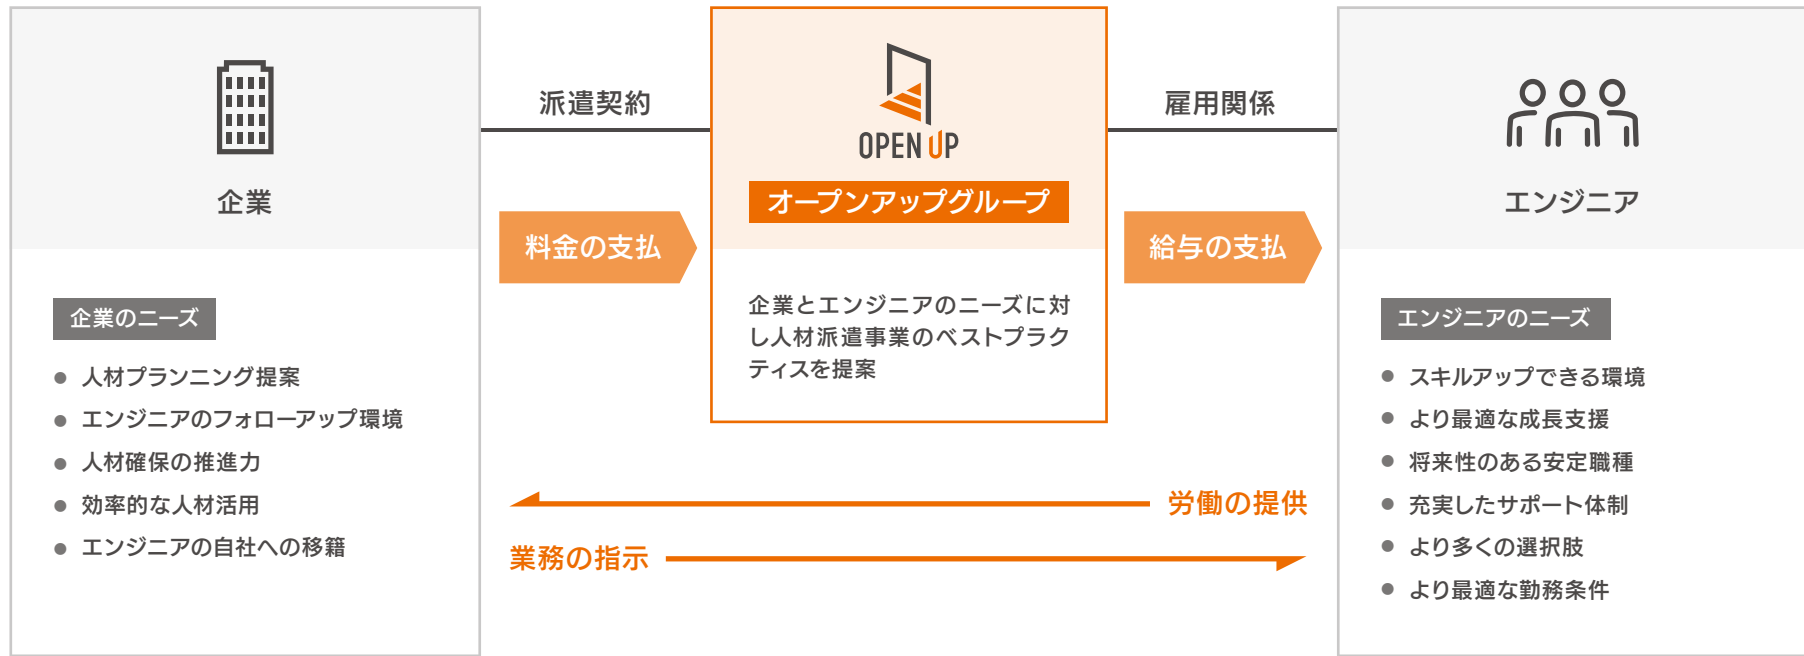 企業
企業のニーズ
人材プランニング提案
エンジニアのフォローアップ環境
人材確保の推進力
効率的な人材活用
エンジニアの自社への移籍
派遣契約
料金の支払
OPEN UP
オープンアップグループ
企業とエンジニアのニーズに対
し人材派遣事業のベストプラク
ティスを提案
雇用関係
給与の支払
労働の提供
業務の指示
エンジニア
エンジニアのニーズ
スキルアップできる環境
より最適な成長支援
将来性のある安定職種
充実したサポート体制
より多くの選択肢
より最適な勤務条件